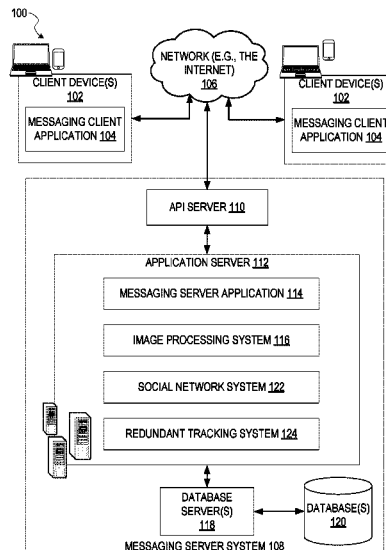 100
NETWORK (E.G., THE
INTERNET)
106
CLIENT DEVICE(S)
102
MESSAGING CLIENT
APPLICATION 104
CLIENT DEVICE(S)
102
MESSAGING CLIENT
APPLICATION 104
API SERVER 110
APPLICATION SERVER 112
MESSAGING SERVER APPLICATION 114
IMAGE PROCESSING SYSTEM 116
SOCIAL NETWORK SYSTEM 122
REDUNDANT TRACKING SYSTEM 124
DATABASE
SERVER(S)
118
DATABASE(S)
120
MESSAGING SERVER SYSTEM 108